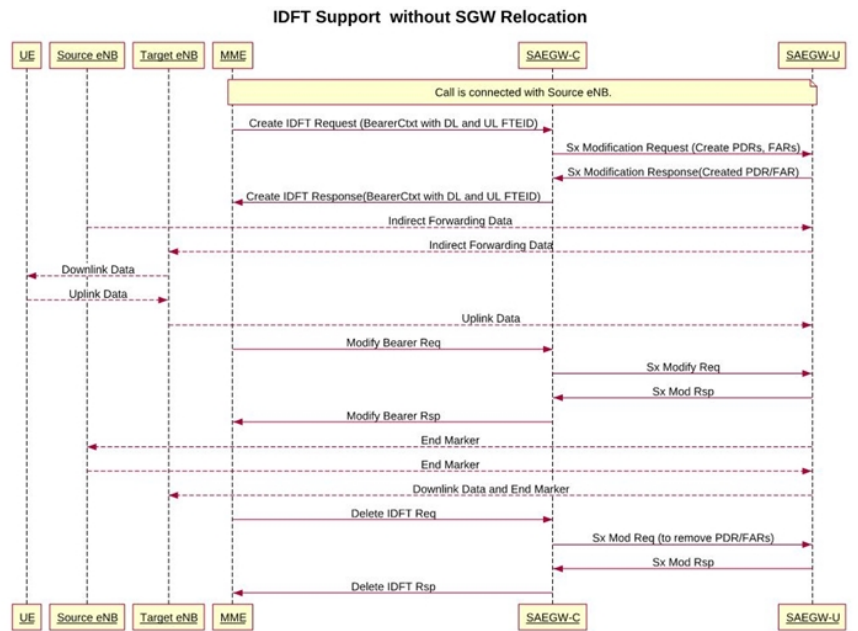 IDFT Support without SGW Relocation
UE Source eNB Target eNB MME SAEGW-C SAEGW-U
Call is connected with Source eNB.
Create IDFT Request (BearerCtxt with DL and UL FTEID)
Sx Modification Request (Create PDRs, FARs)
Sx Modification Response(Created PDR/FAR)
Create IDFT Response(BearerCtxt with DL and UL FTEID)
Indirect Forwarding Data
Indirect Forwarding Data
Downlink Data
Uplink Data
Uplink Data
Modify Bearer Req
Sx Modify Req
Sx Mod Rsp
Modify Bearer Rsp
End Marker
End Marker
Downlink Data and End Marker
Delete IDFT Req
Sx Mod Req (to remove PDR/FARs)
Sx Mod Rsp
Delete IDFT Rsp
UE Source eNB Target eNB MME SAEGW-C SAEGW-U